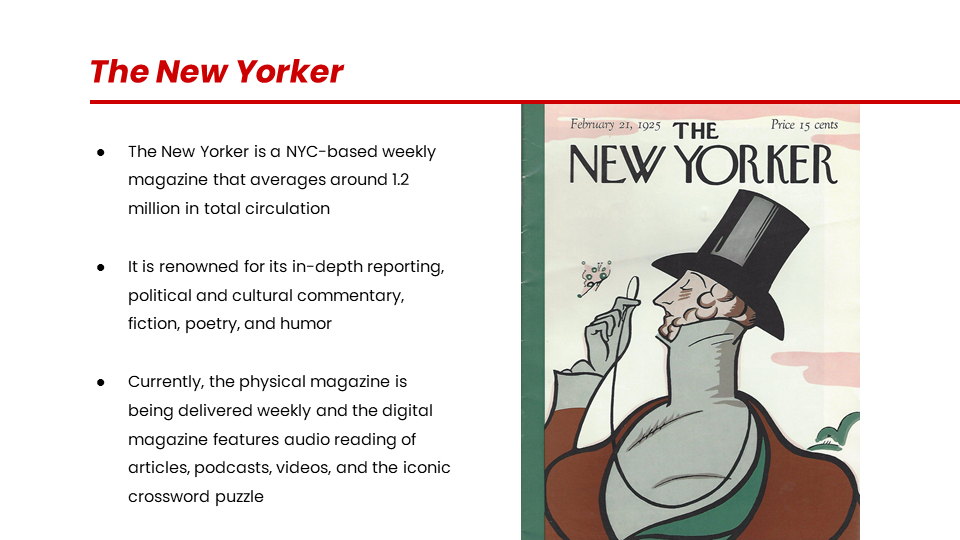 The New Yorker
● The New Yorker is a NYC-based weekly
magazine that averages around 1.2
million in total circulation
● It is renowned for its in-depth reporting,
political and cultural commentary,
fiction, poetry, and humor
● Currently, the physical magazine is
being delivered weekly and the digital
magazine features audio reading of
articles, podcasts, videos, and the iconic
crossword puzzle
February 21, 1925 THE Price 15 cents
NEW YORKER